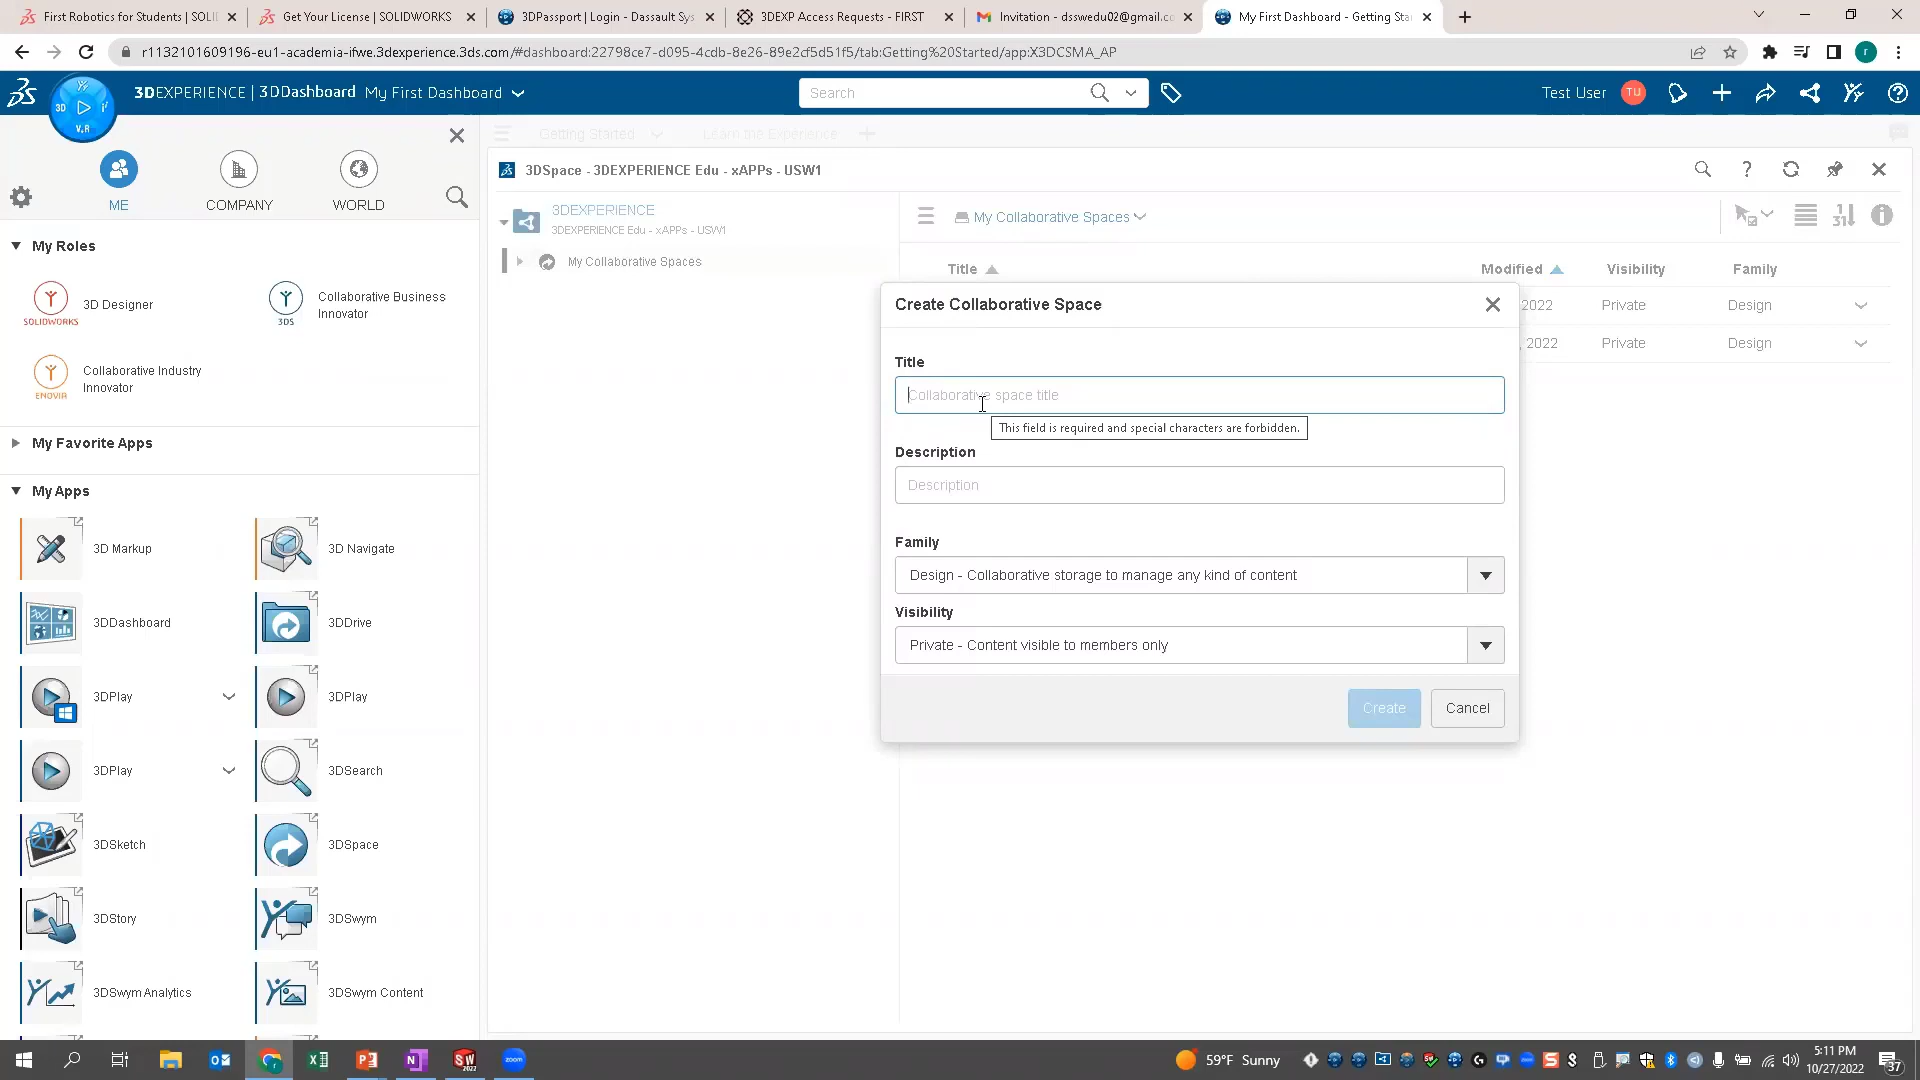 First Robotics for Students | SOLI
Get Your License | SOLIDWORKS
3DPassport | Login - Dassault Sys
3DEXP Access Requests - FIRST
Invitation - dsswedu02@gmail.co
My First Dashboard - Getting Sta
r1132101609196-eu1-academia-ifwe.3dexperience.3ds.com/#dashboard:22798ce7-d095-4cdb-8e26-89e2cf5d51f5/tab:Getting%20Started/app:X3DCSMA_AP
r
3D
V,R
3DEXPERIENCE | 3DDashboard My First Dashboard
Search
Test User
TU
ME
COMPANY
WORLD
Getting Started
Learn the Experience
3DSpace - 3DEXPERIENCE Edu - xAPPs - USW1
My Roles
3D Designer
SOLIDWORKS
Collaborative Business
Innovator
3DS
Collaborative Industry
Innovator
ENOVIA
My Favorite Apps
My Apps
3D Markup
3D Navigate
3DDashboard
3DDrive
3DPlay
3DPlay
3DPlay
3DSearch
3DSketch
3DSpace
3DStory
3DSwym
3DSwym Analytics
3DSwym Content
3DEXPERIENCE
3DEXPERIENCE Edu - xAPPs - USW1
My Collaborative Spaces
My Collaborative Spaces
Title
Modified
Visibility
Family
2022
Private
Design
, 2022
Private
Design
Create Collaborative Space
Title
Collaborative space title
This field is required and special characters are forbidden.
Description
Description
Family
Design - Collaborative storage to manage any kind of content
Visibility
Private - Content visible to members only
Create
Cancel
59°F Sunny
5:11 PM
10/27/2022
37